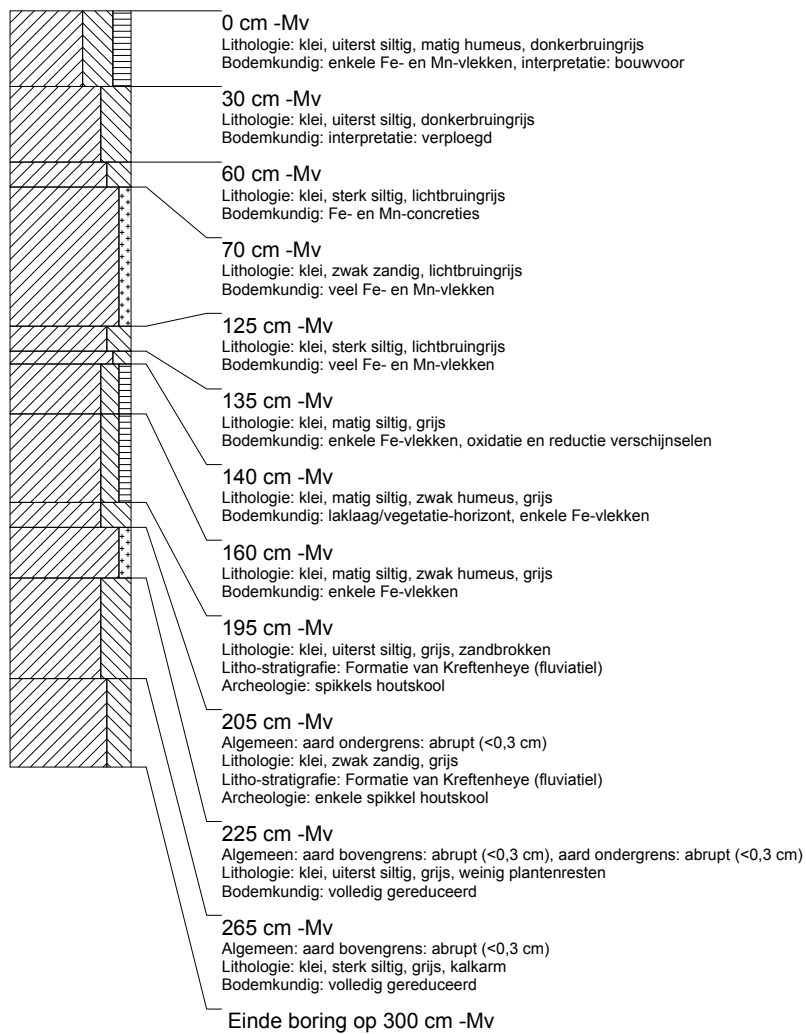 0 cm -Mv
Lithologie: klei, uiterst siltig, matig humeus, donkerbruingrijs
Bodemkundig: enkele Fe- en Mn-vlekken, interpretatie: bouwvoor
30 cm -Mv
Lithologie: klei, uiterst siltig, donkerbruingrijs
Bodemkundig: interpretatie: verploegd
60 cm -Mv
Lithologie: klei, sterk siltig, lichtbruingrijs
Bodemkundig: Fe- en Mn-concreties
70 cm -Mv
Lithologie: klei, zwak zandig, lichtbruingrijs
Bodemkundig: veel Fe- en Mn-vlekken
125 cm -Mv
Lithologie: klei, sterk siltig, lichtbruingrijs
Bodemkundig: veel Fe- en Mn-vlekken
135 cm -Mv
Lithologie: klei, matig siltig, grijs
Bodemkundig: enkele Fe-vlekken, oxidatie en reductie verschijnselen
140 cm -Mv
Lithologie: klei, matig siltig, zwak humeus, grijs
Bodemkundig: laklaag/vegetatie-horizont, enkele Fe-vlekken
160 cm -Mv
Lithologie: klei, matig siltig, zwak humeus, grijs
Bodemkundig: enkele Fe-vlekken
195 cm -Mv
Lithologie: klei, uiterst siltig, grijs, zandbrokken
Litho-stratigrafie: Formatie van Kreftenheye (fluviatiel)
Archeologie: spikkels houtskool
205 cm -Mv
Algemeen: aard ondergrens: abrupt (<0,3 cm)
Lithologie: klei, zwak zandig, grijs
Litho-stratigrafie: Formatie van Kreftenheye (fluviatiel)
Archeologie: enkele spikkel houtskool
225 cm -Mv
Algemeen: aard bovengrens: abrupt (<0,3 cm), aard ondergrens: abrupt (<0,3 cm)
Lithologie: klei, uiterst siltig, grijs, weinig plantenresten
Bodemkundig: volledig gereduceerd
265 cm -Mv
Algemeen: aard bovengrens: abrupt (<0,3 cm)
Lithologie: klei, sterk siltig, grijs, kalkarm
Bodemkundig: volledig gereduceerd
Einde boring op 300 cm -Mv